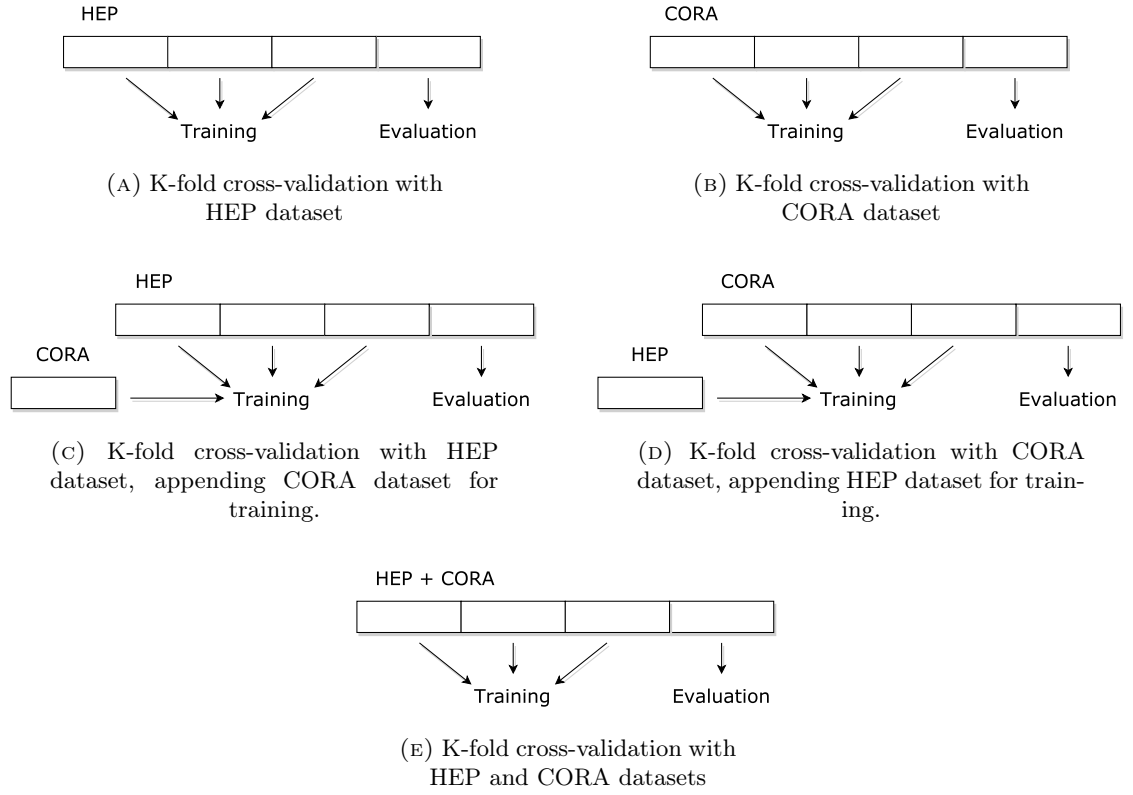 HEP
Training
Evaluation
(A) K-fold cross-validation with
HEP dataset
CORA
Training
Evaluation
(B) K-fold cross-validation with
CORA dataset
HEP
CORA
Training
Evaluation
(C) K-fold cross-validation with HEP
dataset, appending CORA dataset for
training.
CORA
HEP
Training
Evaluation
(D) K-fold cross-validation with CORA
dataset, appending HEP dataset for train-
ing.
HEP + CORA
Training
Evaluation
(E) K-fold cross-validation with
HEP and CORA datasets